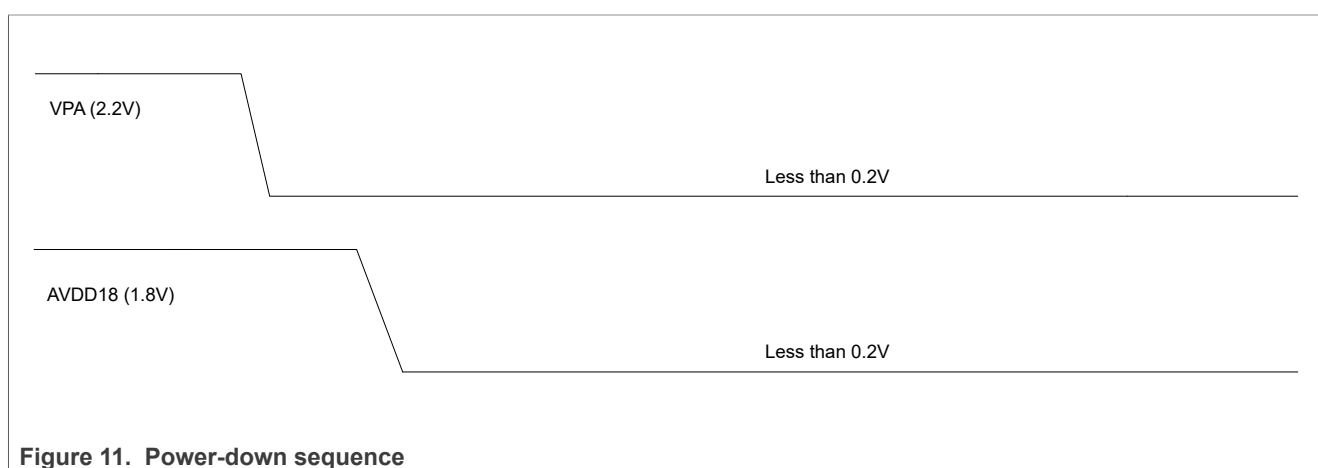 VPA (2.2V)
Less than 0.2V
AVDD18 (1.8V)
Less than 0.2V
Figure 11. Power-down sequence